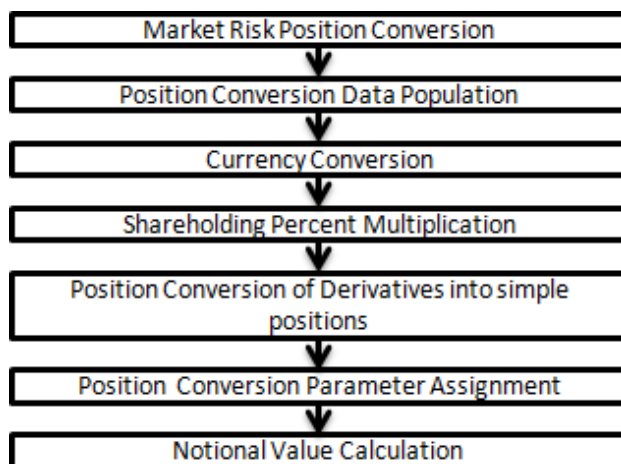 Market Risk Position Conversion
Position Conversion Data Population
Currency Conversion
Shareholding Percent Multiplication
Position Conversion of Derivatives into simple
positions
Position  Conversion Parameter Assignment
Notional Value Calculation